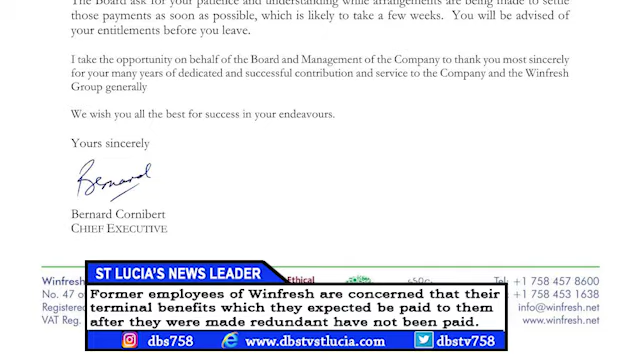 The Board ask for your patience and understanding while arrangements are being made to settle
those payments as soon as possible, which is likely to take a few weeks. You will be advised of
your entitlements before you leave.
I take the opportunity on behalf of the Board and Management of the Company to thank you most sincerely
for your many years of dedicated and successful contribution and service to the Company and the Winfresh
Group generally
We wish you all the best for success in your endeavours.
Yours sincerely
Bernard
Bernard Cornibert
CHIEF EXECUTIVE
Winfresh
No. 47 o
Registere
VAT Reg.
Ethical
Tel: +1 758 457 8600
+1 758 453 1638
info@winfresh.net
www.winfresh.net
ST LUCIA'S NEWS LEADER
Former employees of Winfresh are concerned that their
terminal benefits which they expected be paid to them
after they were made redundant have not been paid.
dbs758
www.dbstvstlucia.com
dbstv758